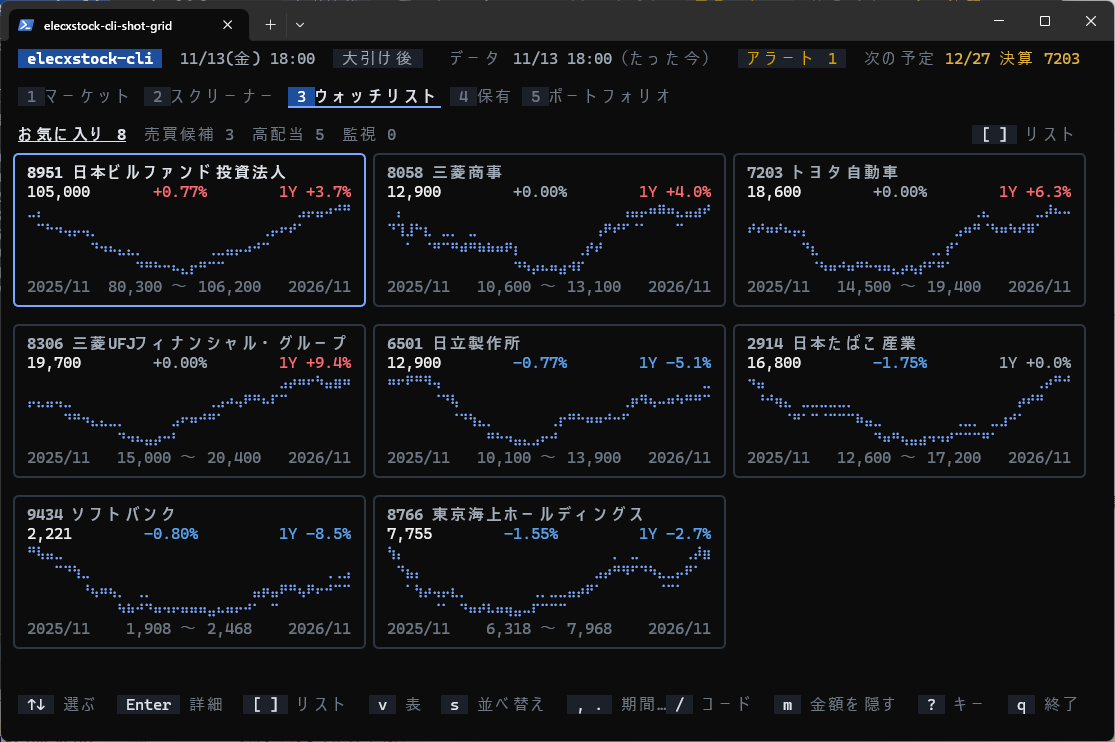 elecxstock-cli-shot-grid
elecxstock-cli 11/13(金) 18:00 大引け後 データ 11/13 18:00(たった今) アラート 1 次の予定 12/27 決算 7203
1 マーケット 2 スクリーナー 3 ウォッチリスト 4 保有 5 ポートフォリオ
お気に入り 8 売買候補 3 高配当 5 監視 0 [ ] リスト
8951 日本ビルファンド投資法人
105,000 +0.77% 1Y +3.7%
2025/11 80,300 〜 106,200 2026/11
8058 三菱商事
12,900 +0.00% 1Y +4.0%
2025/11 10,600 〜 13,100 2026/11
7203 トヨタ自動車
18,600 +0.00% 1Y +6.3%
2025/11 14,500 〜 19,400 2026/11
8306 三菱UFJフィナンシャル・グループ
19,700 +0.00% 1Y +9.4%
2025/11 15,000 〜 20,400 2026/11
6501 日立製作所
12,900 -0.77% 1Y -5.1%
2025/11 10,100 〜 13,900 2026/11
2914 日本たばこ産業
16,800 -1.75% 1Y +0.0%
2025/11 12,600 〜 17,200 2026/11
9434 ソフトバンク
2,221 -0.80% 1Y -8.5%
2025/11 1,908 〜 2,468 2026/11
8766 東京海上ホールディングス
7,755 -1.55% 1Y -2.7%
2025/11 6,318 〜 7,968 2026/11
↑↓ 選ぶ Enter 詳細 [ ] リスト v 表 s 並べ替え , . 期間… / コード m 金額を隠す ? キー q 終了